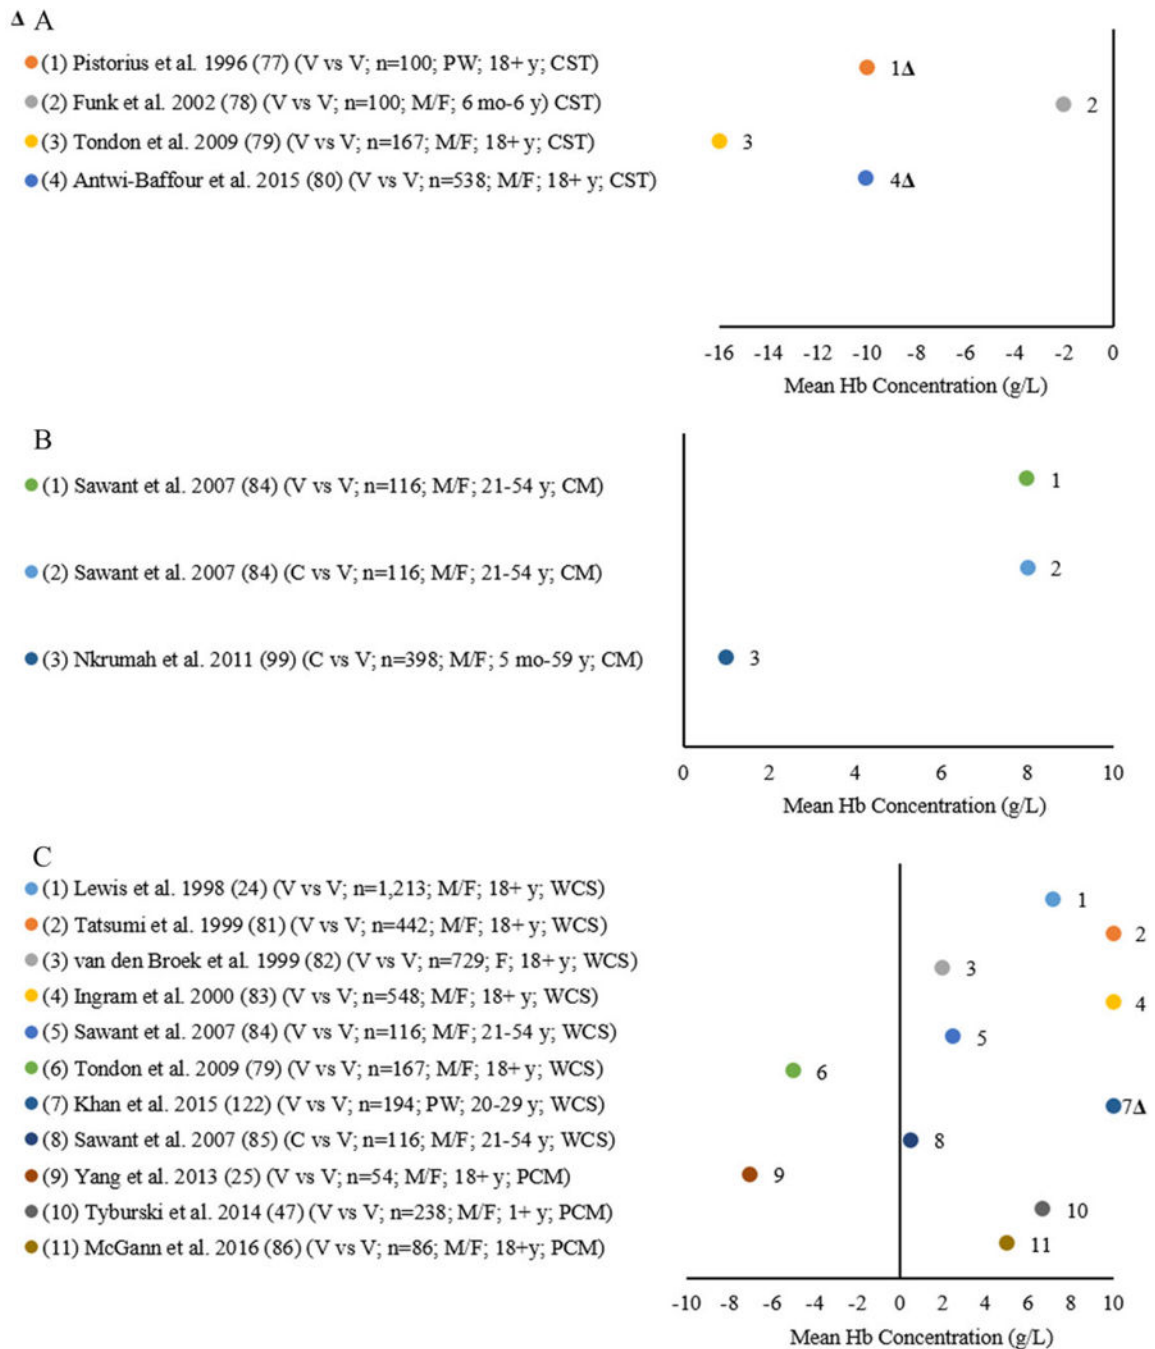 Δ A
(1) Pistorius et al. 1996 (77) (V vs V; n=100; PW; 18+ y; CST)
(2) Funk et al. 2002 (78) (V vs V; n=100; M/F; 6 mo-6 y) CST)
(3) Tondon et al. 2009 (79) (V vs V; n=167; M/F; 18+ y; CST)
(4) Antwi-Baffour et al. 2015 (80) (V vs V; n=538; M/F; 18+ y; CST)
1Δ
2
3
4Δ
-16 -14 -12 -10 -8 -6 -4 -2 0
Mean Hb Concentration (g/L)
B
(1) Sawant et al. 2007 (84) (V vs V; n=116; M/F; 21-54 y; CM)
(2) Sawant et al. 2007 (84) (C vs V; n=116; M/F; 21-54 y; CM)
(3) Nkrumah et al. 2011 (99) (C vs V; n=398; M/F; 5 mo-59 y; CM)
1
2
3
0 2 4 6 8 10
Mean Hb Concentration (g/L)
C
(1) Lewis et al. 1998 (24) (V vs V; n=1,213; M/F; 18+ y; WCS)
(2) Tatsumi et al. 1999 (81) (V vs V; n=442; M/F; 18+ y; WCS)
(3) van den Broek et al. 1999 (82) (V vs V; n=729; F; 18+ y; WCS)
(4) Ingram et al. 2000 (83) (V vs V; n=548; M/F; 18+ y; WCS)
(5) Sawant et al. 2007 (84) (V vs V; n=116; M/F; 21-54 y; WCS)
(6) Tondon et al. 2009 (79) (V vs V; n=167; M/F; 18+ y; WCS)
(7) Khan et al. 2015 (122) (V vs V; n=194; PW; 20-29 y; WCS)
(8) Sawant et al. 2007 (85) (C vs V; n=116; M/F; 21-54 y; WCS)
(9) Yang et al. 2013 (25) (V vs V; n=54; M/F; 18+ y; PCM)
(10) Tyburski et al. 2014 (47) (V vs V; n=238; M/F; 1+ y; PCM)
(11) McGann et al. 2016 (86) (V vs V; n=86; M/F; 18+y; PCM)
1
2
3
4
5
6
7Δ
8
9
10
11
-10 -8 -6 -4 -2 0 2 4 6 8 10
Mean Hb Concentration (g/L)